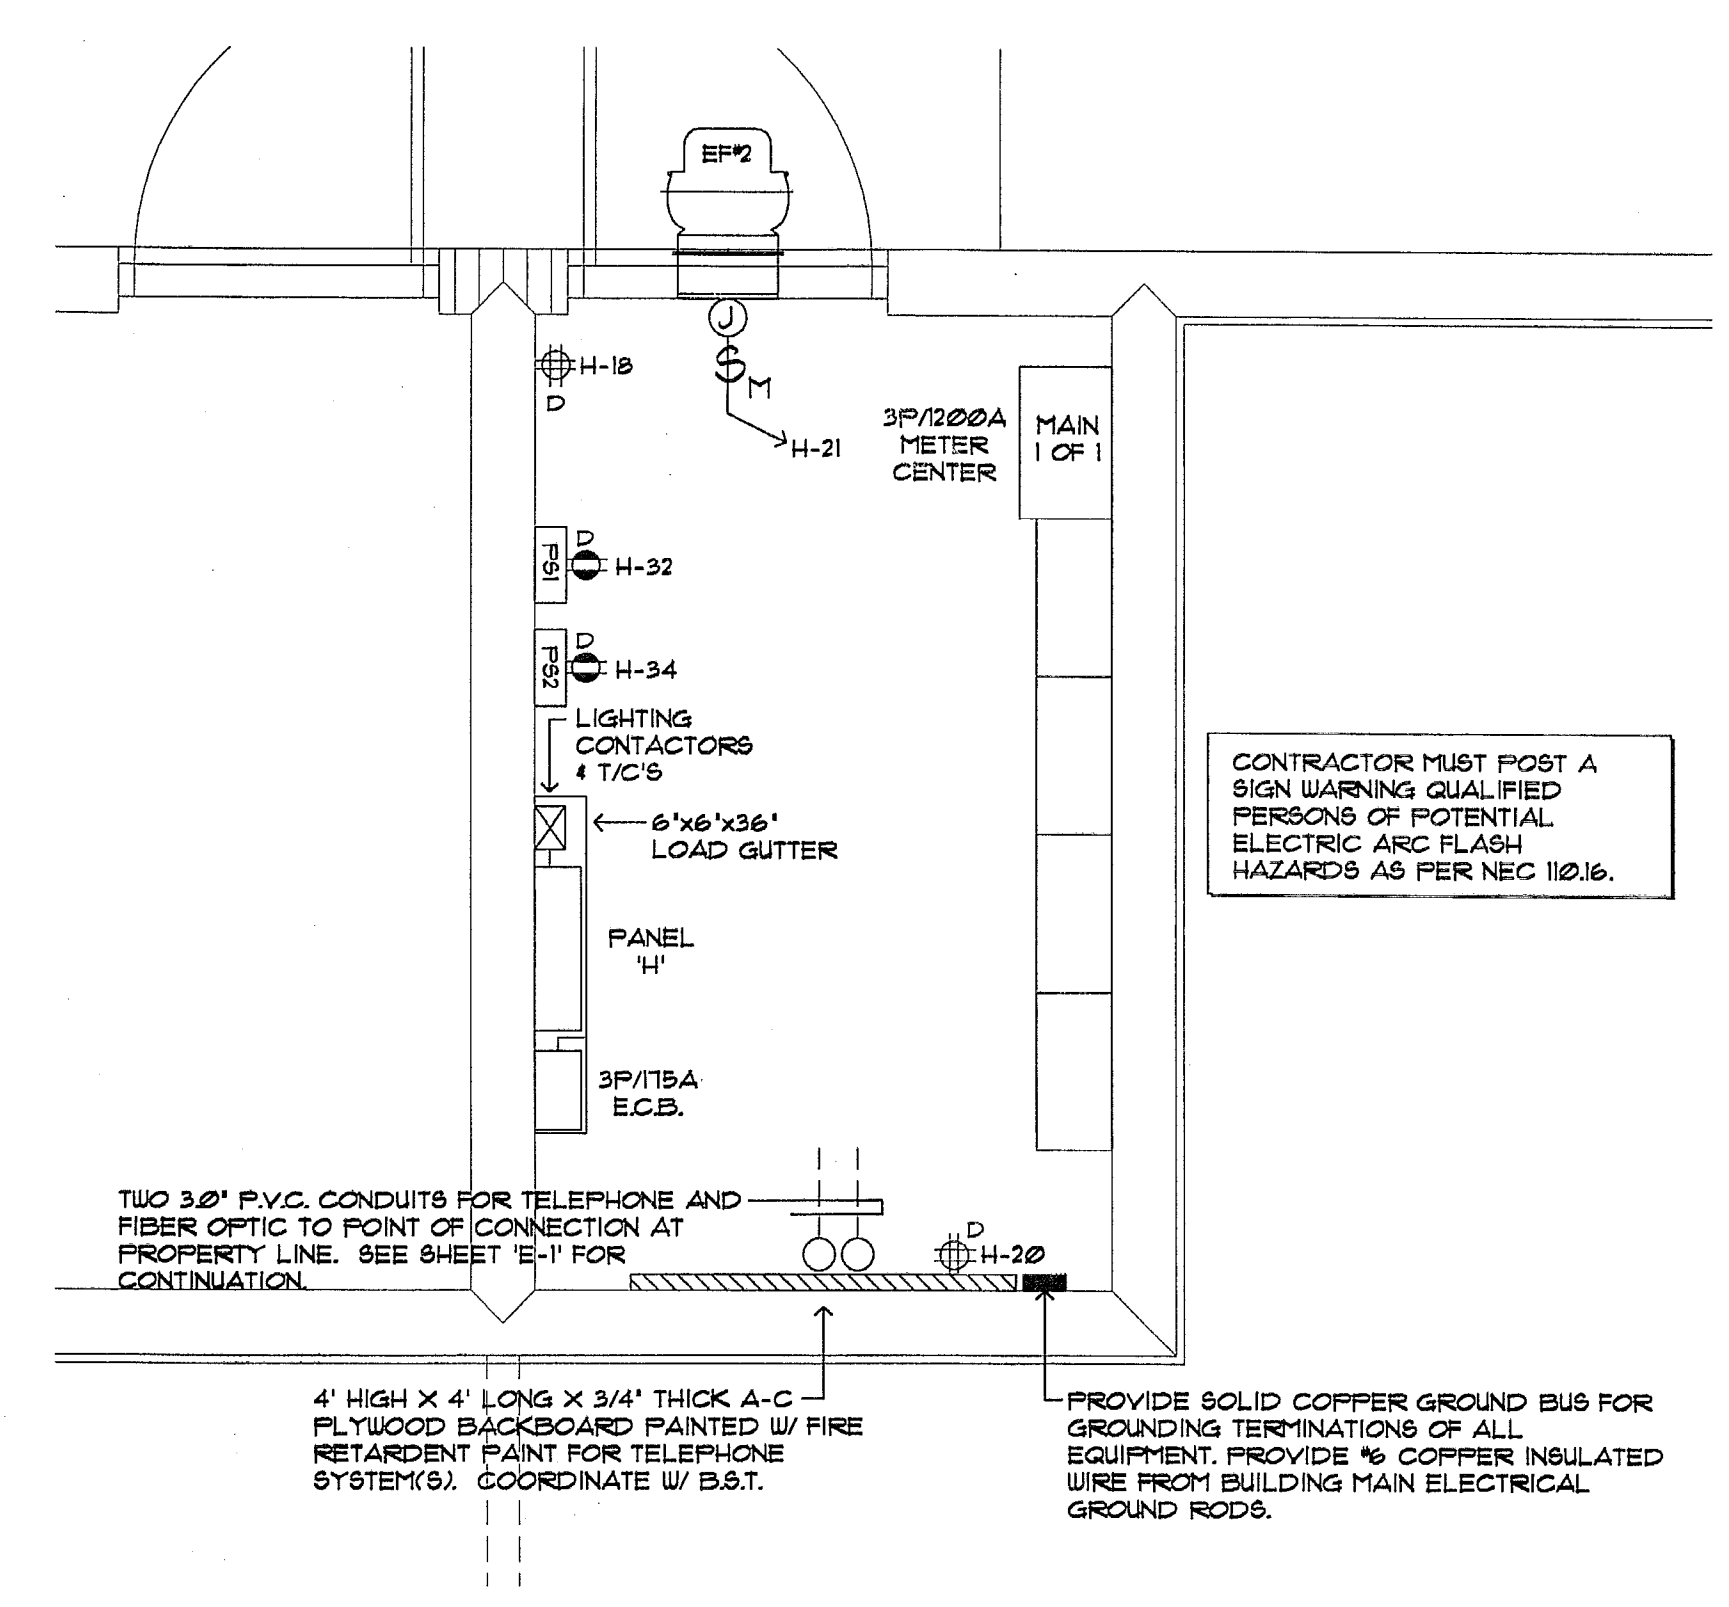 EF#2
J
H-18
D
S
M
H-21
3P/1200A
METER
CENTER
MAIN
1 OF 1
D
PS1
H-32
D
PS2
H-34
LIGHTING
CONTACTORS
& T/C'S
6"x6"x36"
LOAD GUTTER
CONTRACTOR MUST POST A
SIGN WARNING QUALIFIED
PERSONS OF POTENTIAL
ELECTRIC ARC FLASH
HAZARDS AS PER NEC 110.16.
PANEL
'H'
3P/175A
E.C.B.
TWO 3.0" P.V.C. CONDUITS FOR TELEPHONE AND
FIBER OPTIC TO POINT OF CONNECTION AT
PROPERTY LINE. SEE SHEET 'E-1' FOR
CONTINUATION.
D
H-20
4' HIGH X 4' LONG X 3/4" THICK A-C
PLYWOOD BACKBOARD PAINTED W/ FIRE
RETARDENT PAINT FOR TELEPHONE
SYSTEM(S). COORDINATE W/ B.S.T.
PROVIDE SOLID COPPER GROUND BUS FOR
GROUNDING TERMINATIONS OF ALL
EQUIPMENT. PROVIDE #6 COPPER INSULATED
WIRE FROM BUILDING MAIN ELECTRICAL
GROUND RODS.